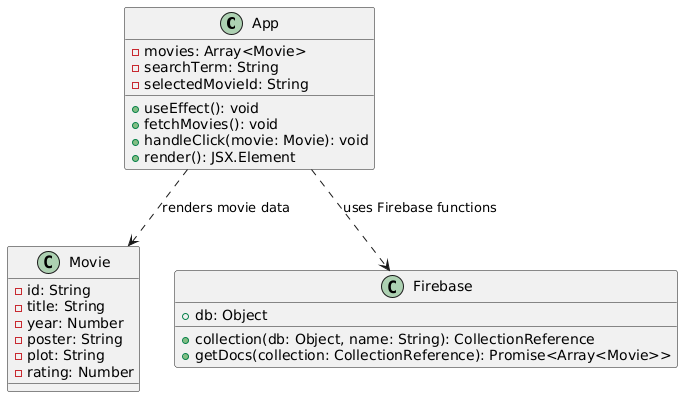 C App
movies: Array<Movie>
searchTerm: String
selectedMovieId: String
useEffect(): void
fetchMovies(): void
handleClick(movie: Movie): void
render(): JSX.Element
renders movie data
uses Firebase functions
C Movie
id: String
title: String
year: Number
poster: String
plot: String
rating: Number
C Firebase
db: Object
collection(db: Object, name: String): CollectionReference
getDocs(collection: CollectionReference): Promise<Array<Movie>>